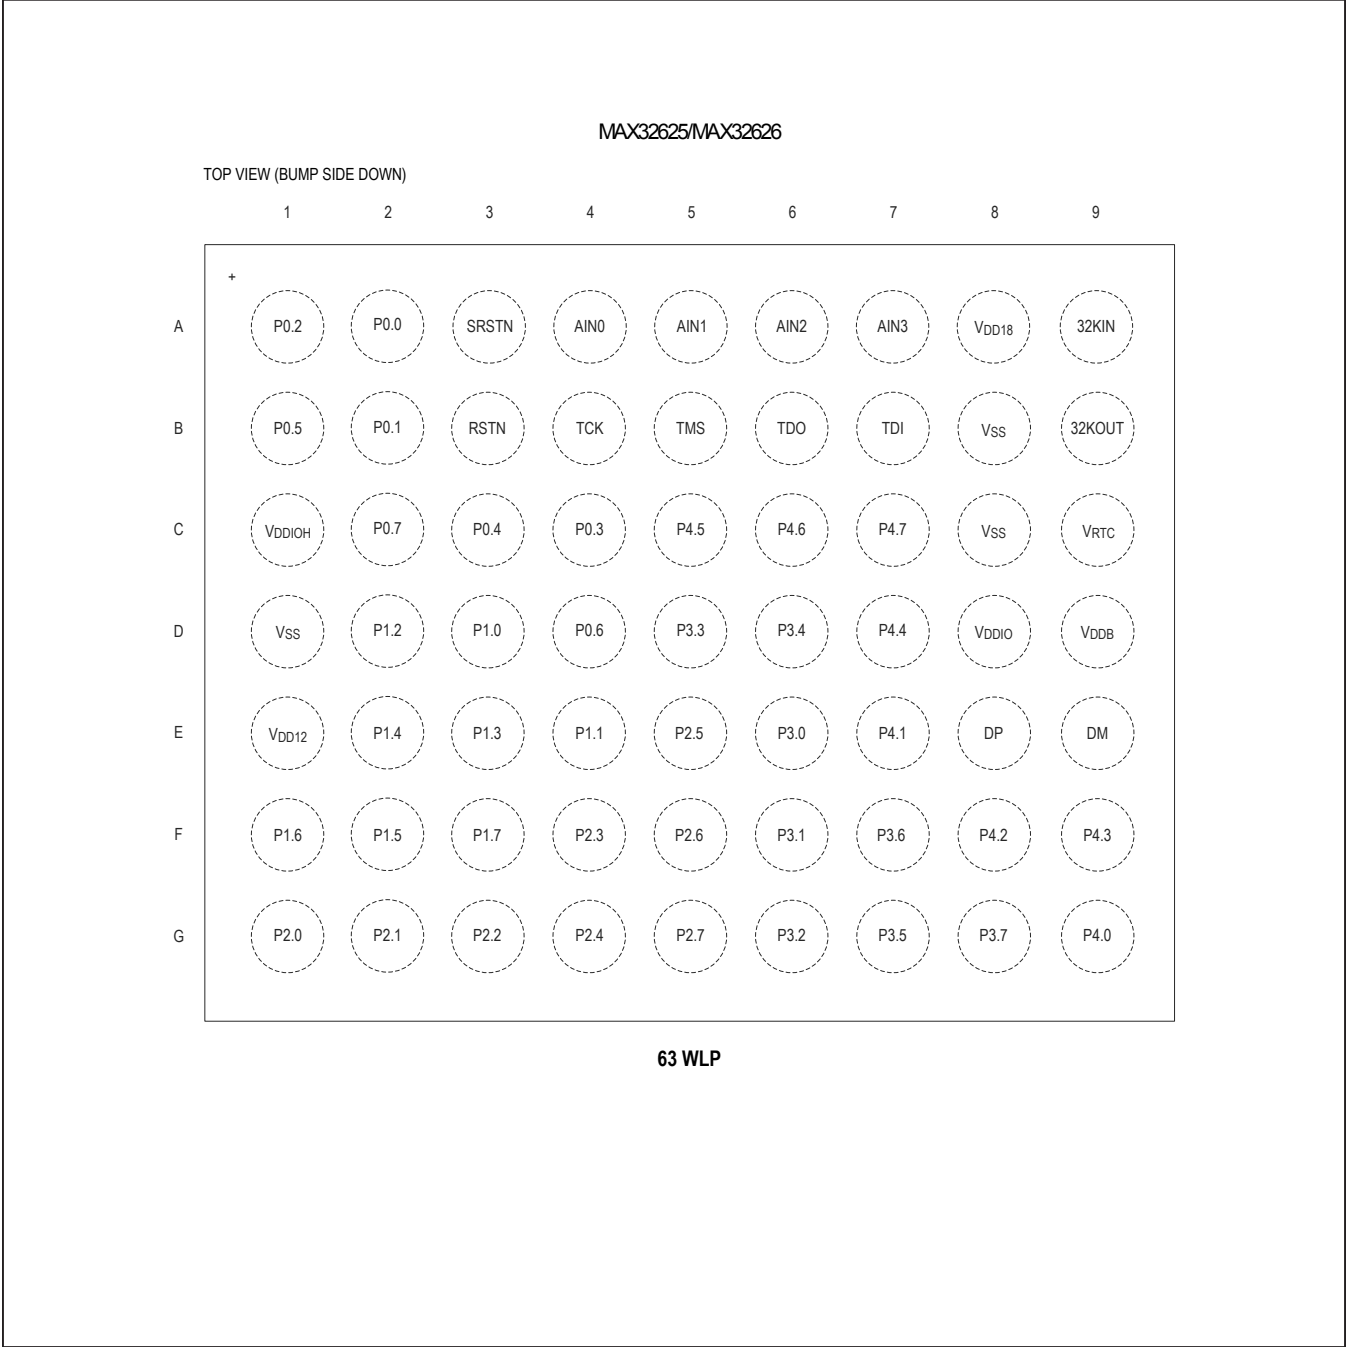 MAX32625/MAX32626
TOP VIEW (BUMP SIDE DOWN)
1 2 3 4 5 6 7 8 9
+
A P0.2 P0.0 SRSTN AIN0 AIN1 AIN2 AIN3 VDD18 32KIN
B P0.5 P0.1 RSTN TCK TMS TDO TDI VSS 32KOUT
C VDDIOH P0.7 P0.4 P0.3 P4.5 P4.6 P4.7 VSS VRTC
D VSS P1.2 P1.0 P0.6 P3.3 P3.4 P4.4 VDDIO VDDB
E VDD12 P1.4 P1.3 P1.1 P2.5 P3.0 P4.1 DP DM
F P1.6 P1.5 P1.7 P2.3 P2.6 P3.1 P3.6 P4.2 P4.3
G P2.0 P2.1 P2.2 P2.4 P2.7 P3.2 P3.5 P3.7 P4.0
63 WLP